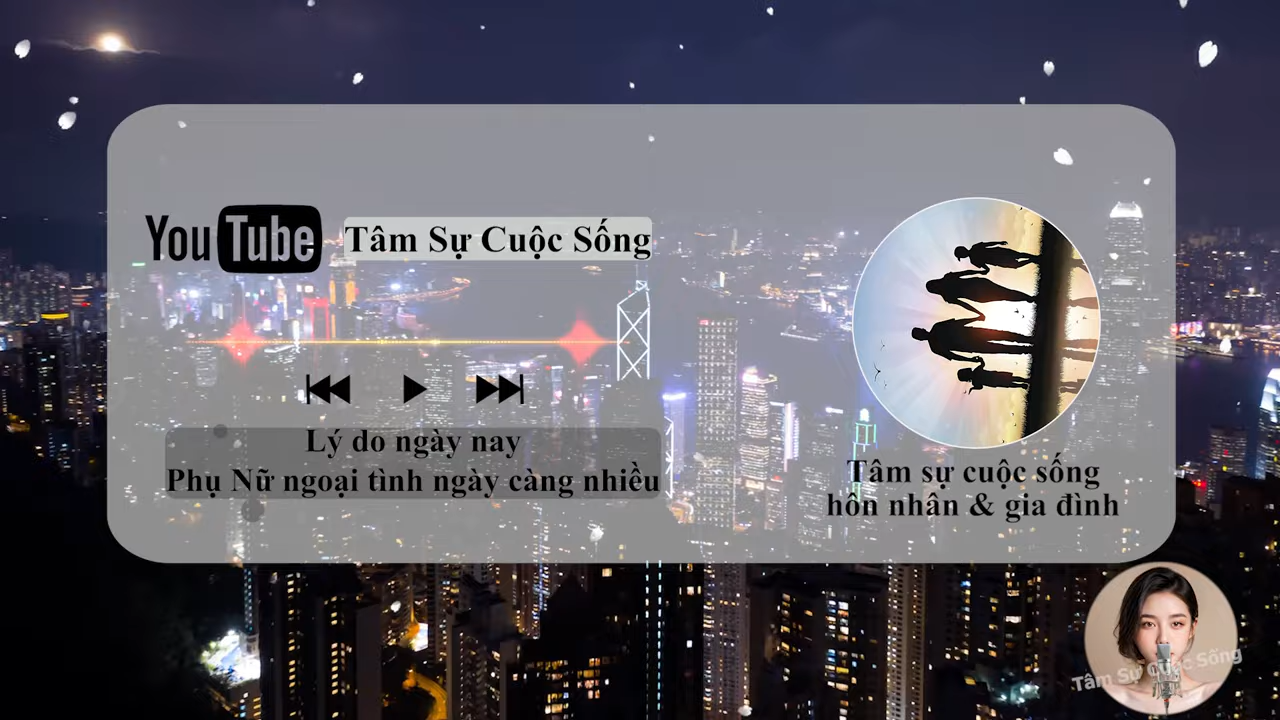 YouTube
Tâm Sự Cuộc Sống
Lý do ngày nay
Phụ Nữ ngoại tình ngày càng nhiều
Tâm sự cuộc sống
hôn nhân & gia đình
Tâm Sự Cuộc Sống